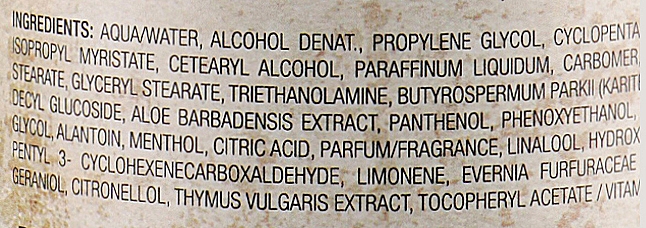 INGREDIENTS: AQUA/WATER, ALCOHOL DENAT., PROPYLENE GLYCOL, CYCLOPENTA
ISOPROPYL MYRISTATE, CETEARYL ALCOHOL, PARAFFINUM LIQUIDUM, CARBOMER,
STEARATE, GLYCERYL STEARATE, TRIETHANOLAMINE, BUTYROSPERMUM PARKII (KARITE
DECYL GLUCOSIDE, ALOE BARBADENSIS EXTRACT, PANTHENOL, PHENOXYETHANOL,
GLYCOL, ALANTOIN, MENTHOL, CITRIC ACID, PARFUM/FRAGRANCE, LINALOOL, HYDROX
PENTYL 3- CYCLOHEXENECARBOXALDEHYDE, LIMONENE, EVERNIA FURFURACEAE
GERANIOL, CITRONELLOL, THYMUS VULGARIS EXTRACT, TOCOPHERYL ACETATE / VITAM